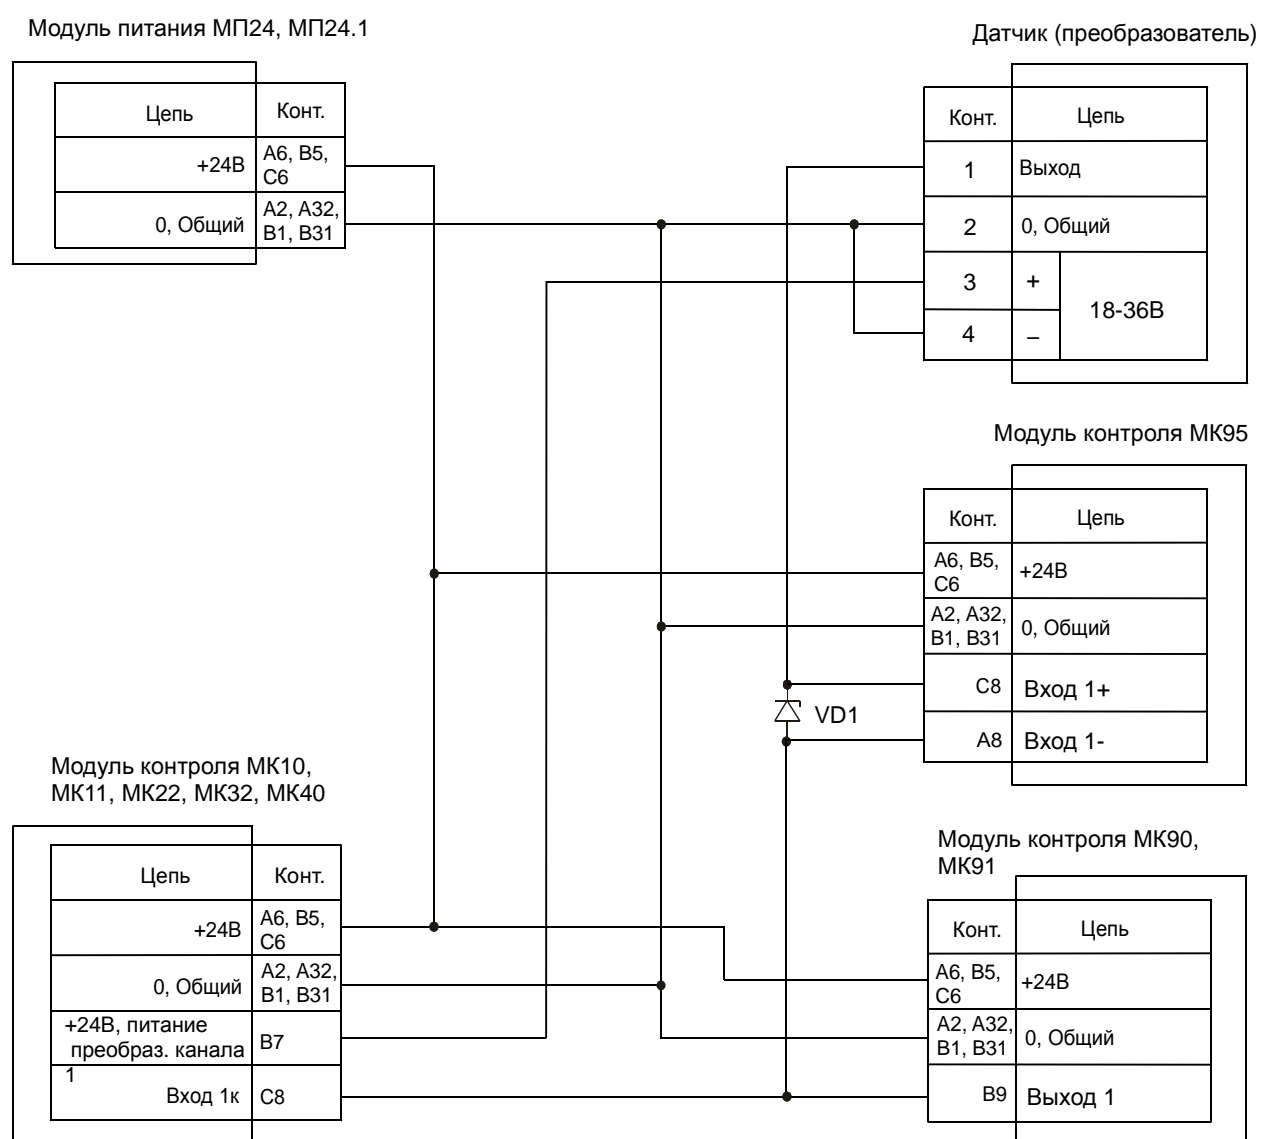 Модуль питания МП24, МП24.1
Цепь
Конт.
+24В
А6, В5,
С6
0, Общий
А2, А32,
В1, В31
Датчик (преобразователь)
Конт.
Цепь
1
Выход
2
0, Общий
3
+
18-36В
4
–
Модуль контроля МК95
Конт.
Цепь
А6, В5,
С6
+24В
А2, А32,
В1, В31
0, Общий
С8
Вход 1+
VD1
А8
Вход 1-
Модуль контроля МК10,
МК11, МК22, МК32, МК40
Цепь
Конт.
+24В
А6, В5,
С6
0, Общий
А2, А32,
В1, В31
+24В, питание
преобраз. канала
1
В7
Вход 1к
С8
Модуль контроля МК90,
МК91
Конт.
Цепь
А6, В5,
С6
+24В
А2, А32,
В1, В31
0, Общий
В9
Выход 1